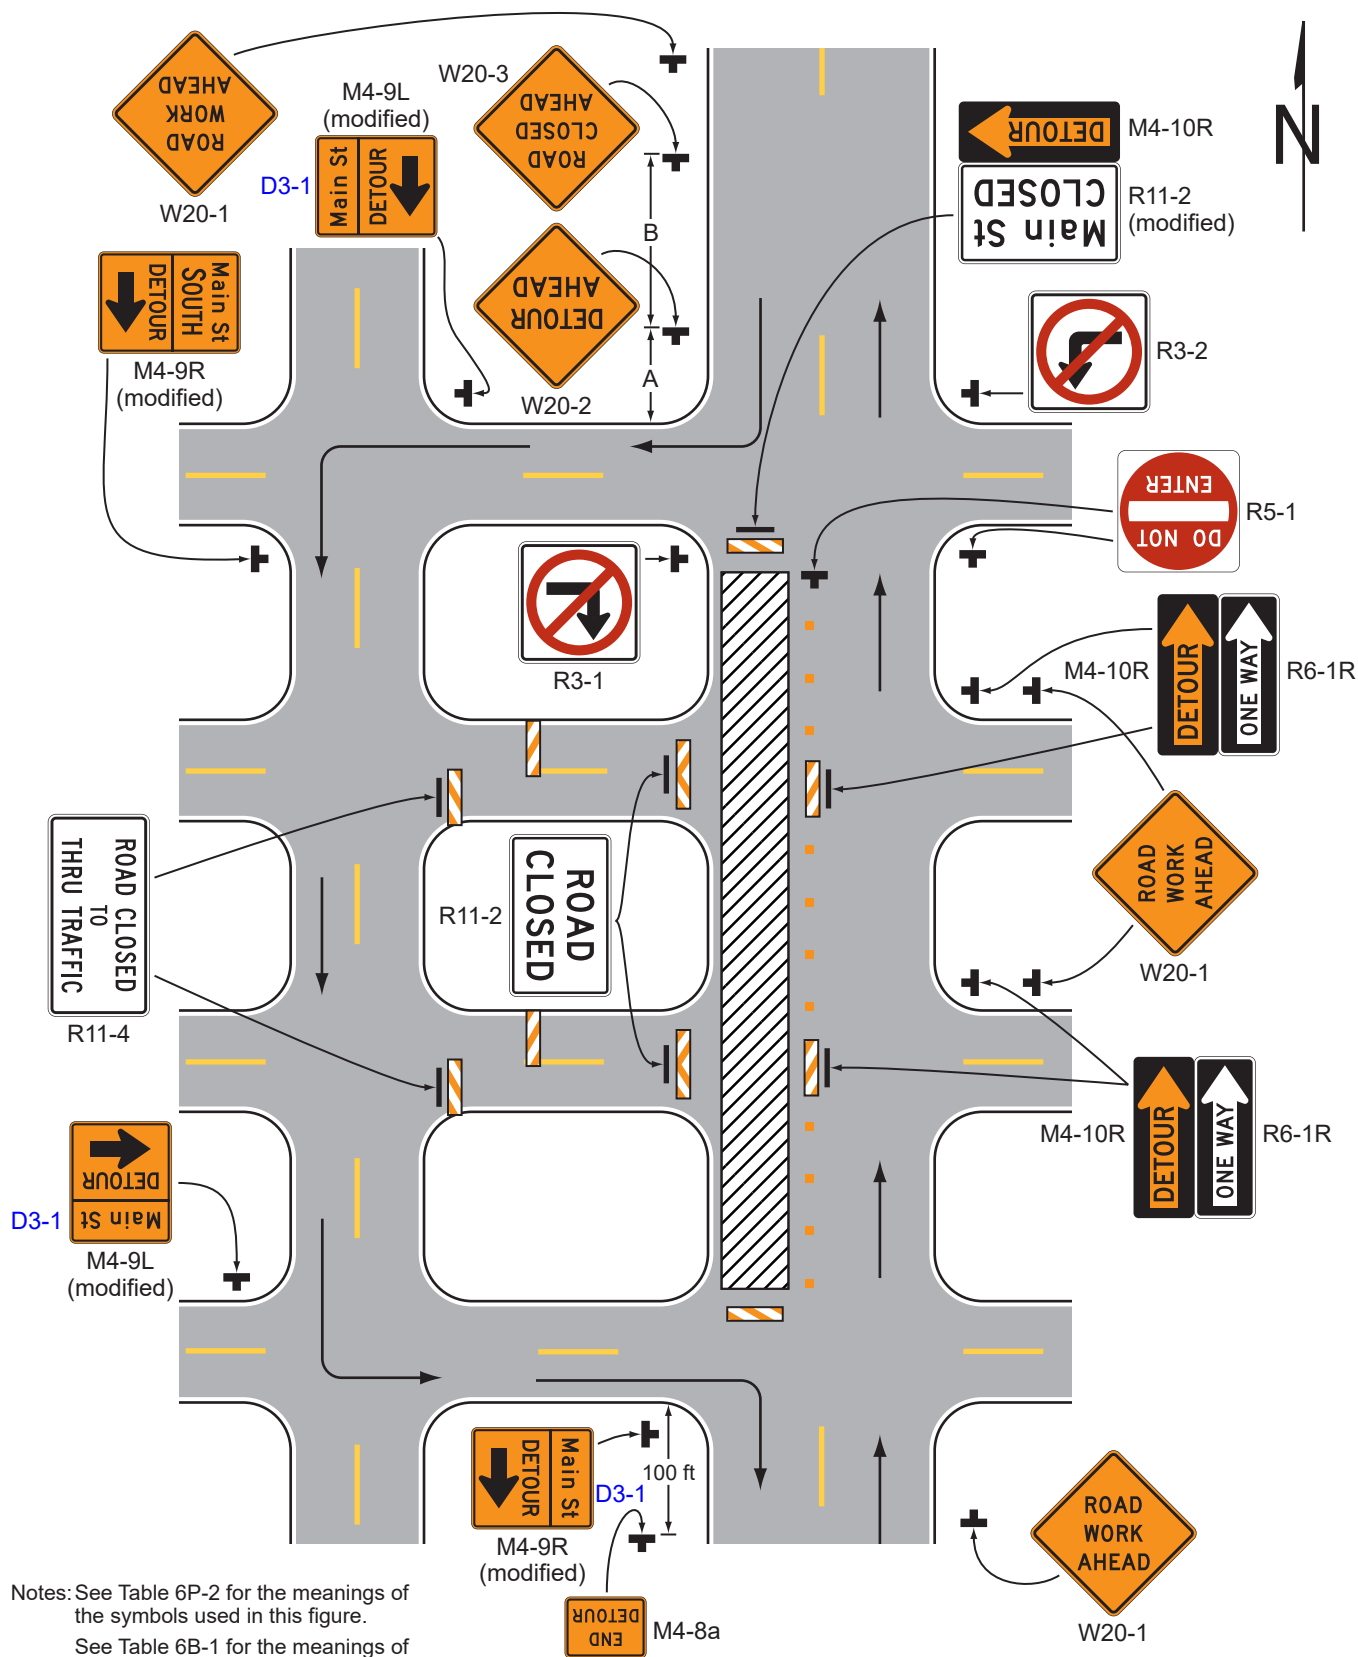 W20-3
M4-9L
(modified)
ROAD
WORK
AHEAD
W20-1
D3-1
Main St
DETOUR
ROAD
CLOSED
AHEAD
DETOUR
M4-10R
Main St
CLOSED
R11-2
(modified)
N
B
Main St
SOUTH
DETOUR
M4-9R
(modified)
DETOUR
AHEAD
W20-2
A
R3-2
DO NOT
ENTER
R5-1
R3-1
M4-10R
DETOUR
ONE WAY
R6-1R
ROAD CLOSED
TO
THRU TRAFFIC
R11-4
R11-2
ROAD
CLOSED
ROAD
WORK
AHEAD
W20-1
M4-10R
DETOUR
ONE WAY
R6-1R
DETOUR
Main St
D3-1
M4-9L
(modified)
Main St
DETOUR
D3-1
M4-9R
(modified)
100 ft
END
DETOUR
M4-8a
ROAD
WORK
AHEAD
W20-1
Notes: See Table 6P-2 for the meanings of
the symbols used in this figure.
See Table 6B-1 for the meanings of